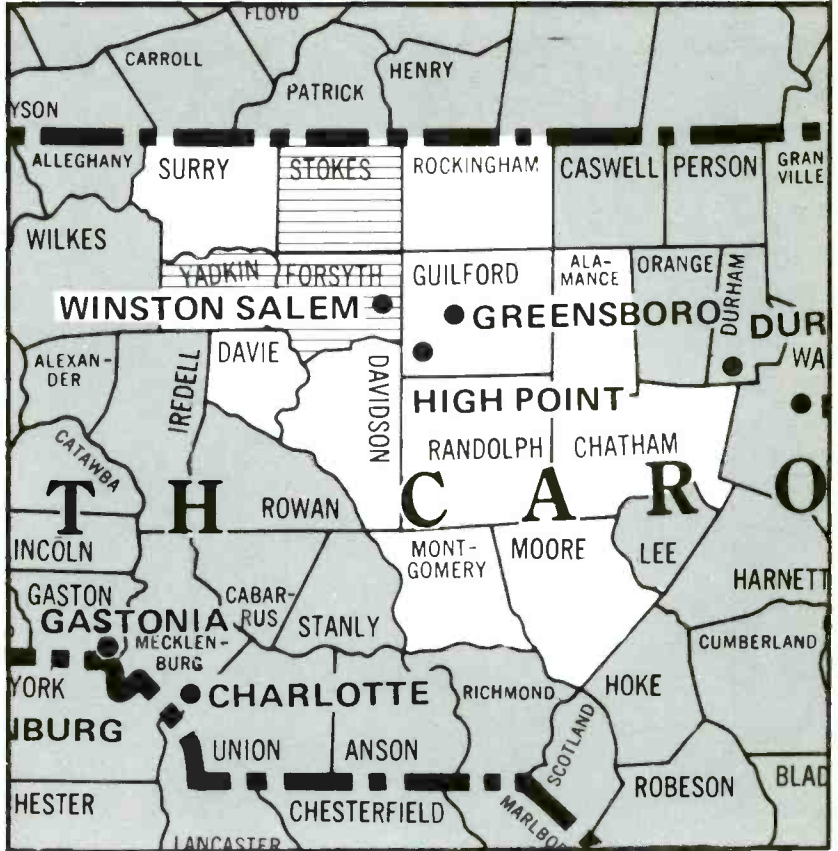 FLOYD
CARROLL
PATRICK
HENRY
YSON
ALLEGHANY
SURRY
STOKES
ROCKINGHAM
CASWELL
PERSON
GRAN
VILLE
WILKES
YADKIN
FORSYTH
GUILFORD
ALA-
MANCE
ORANGE
DURHAM
WINSTON SALEM
GREENSBORO
DUR
WA
ALEXAN-
DER
IREDELL
DAVIE
DAVIDSON
HIGH POINT
CATAWBA
RANDOLPH
CHATHAM
T H C A R O
ROWAN
INCOLN
MONT-
GOMERY
MOORE
LEE
HARNETT
GASTON
CABAR-
RUS
GASTONIA
STANLY
MECKLEN-
BURG
CUMBERLAND
YORK
CHARLOTTE
RICHMOND
HOKE
NBURG
UNION
ANSON
SCOTLAND
ROBESON
BLAD
HESTER
CHESTERFIELD
MARLBOR
LANCASTER